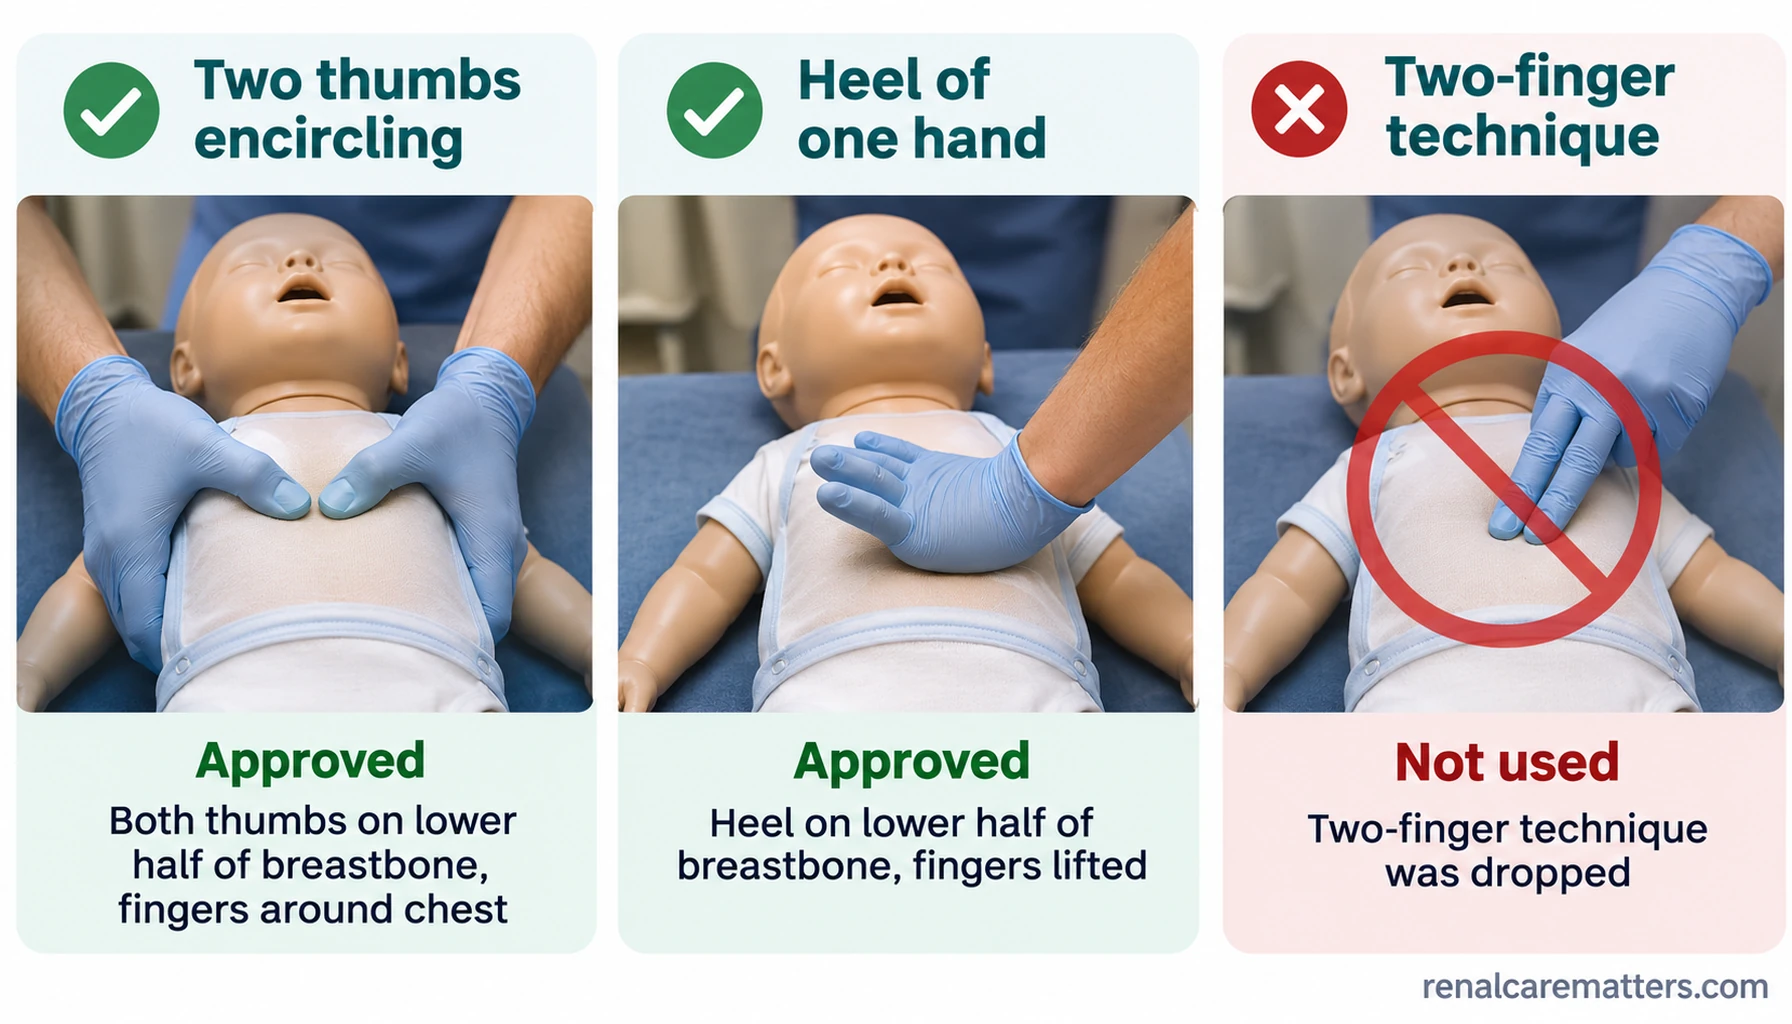 Two thumbs
encircling
Heel of
one hand
Two-finger
technique
Approved
Both thumbs on lower
half of breastbone,
fingers around chest
Approved
Heel on lower half of
breastbone, fingers lifted
Not used
Two-finger technique
was dropped
renalcarematters.com